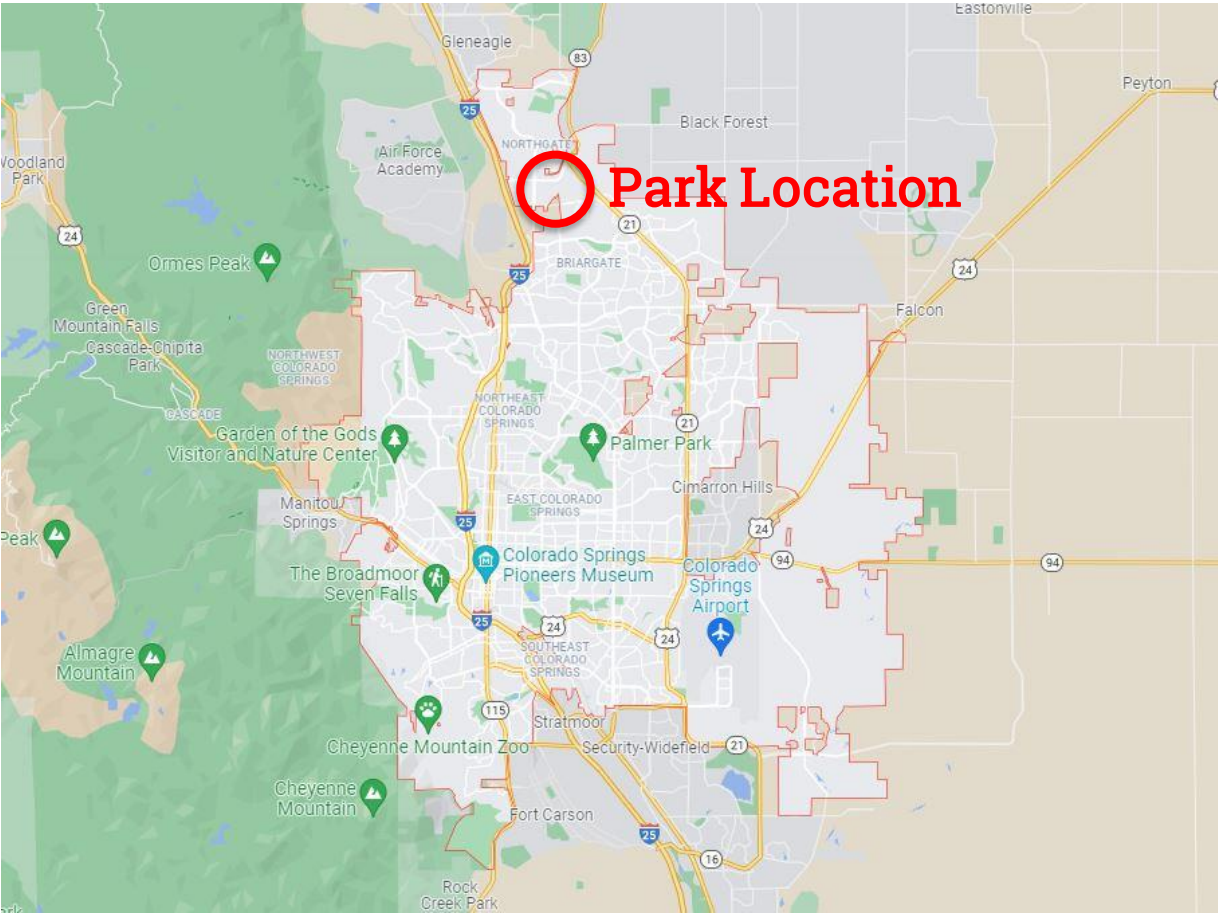 Eastonville
Gleneagle
83
Peyton
25
Black Forest
NORTHGATE
Air Force
Academy
Woodland
Park
Park Location
21
24
BRIARGATE
Ormes Peak
25
24
Falcon
Green
Mountain Falls
Cascade-Chipita
Park
NORTHWEST
COLORADO
SPRINGS
CASCADE
NORTHEAST
COLORADO
SPRINGS
21
Garden of the Gods
Visitor and Nature Center
Palmer Park
Cimarron Hills
Manitou
Springs
EAST COLORADO
SPRINGS
25
24
Peak
Colorado Springs
Pioneers Museum
94
94
Colorado
Springs
Airport
The Broadmoor
Seven Falls
25
24
24
SOUTHEAST
COLORADO
SPRINGS
Almagre
Mountain
115
Stratmoor
Cheyenne Mountain Zoo
Security-Widefield
21
Cheyenne
Mountain
Fort Carson
25
16
Rock
Creek Park